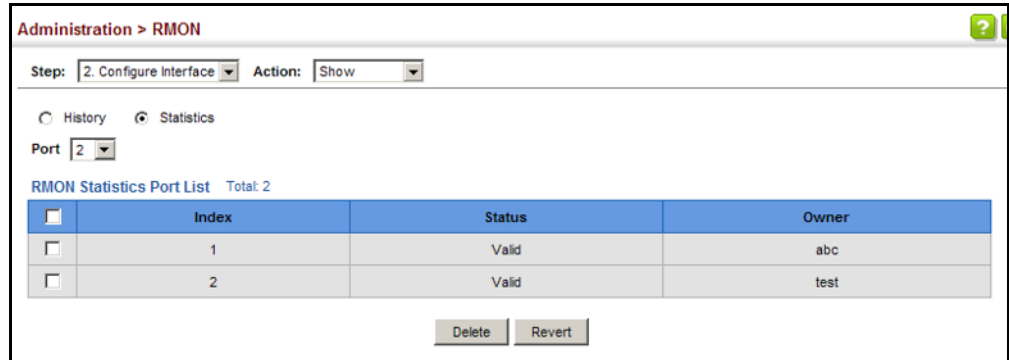 Administration > RMON ?
Step: 2. Configure Interface Action: Show
History Statistics
Port 2
RMON Statistics Port List Total: 2
Index Status Owner
1 Valid abc
2 Valid test
Delete Revert